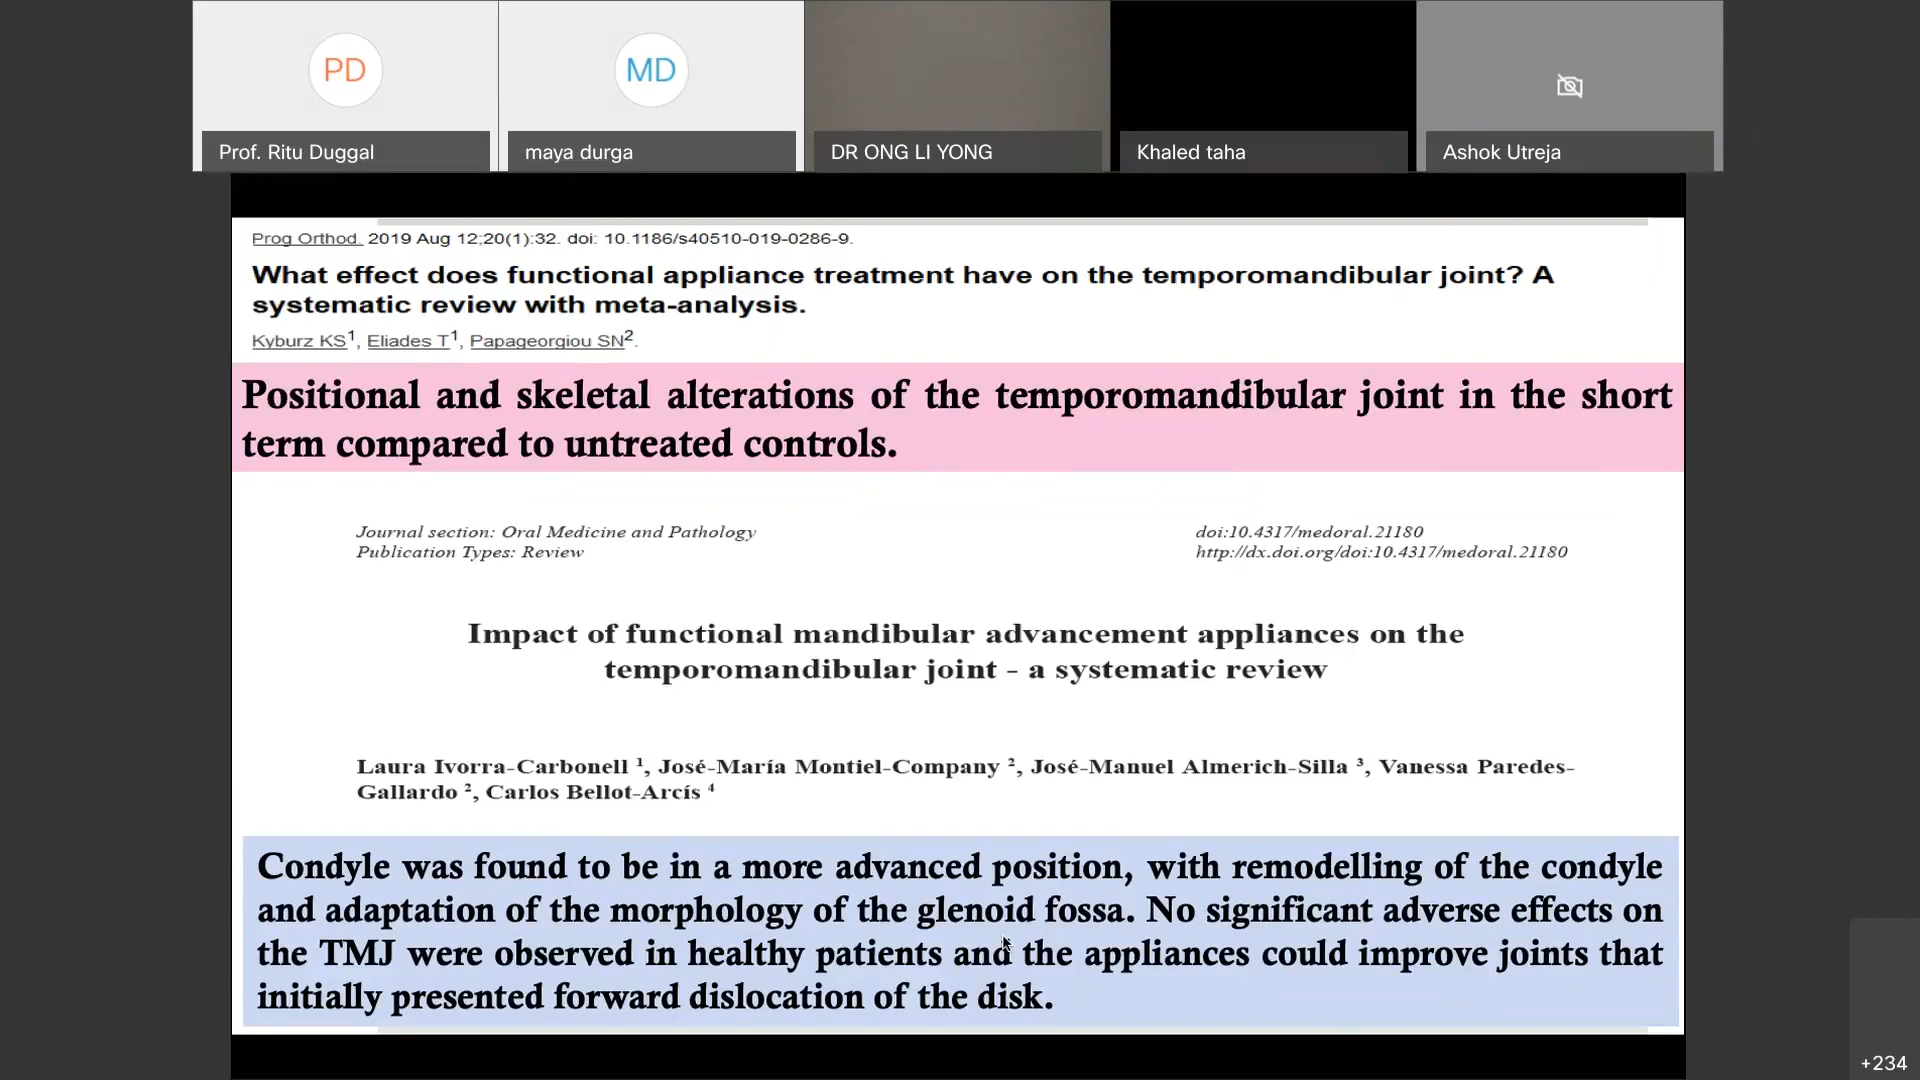 PD
MD
Prof. Ritu Duggal
maya durga
DR ONG LI YONG
Khaled taha
Ashok Utreja
Prog Orthod. 2019 Aug 12;20(1):32. doi: 10.1186/s40510-019-0286-9.
What effect does functional appliance treatment have on the temporomandibular joint? A
systematic review with meta-analysis.
Kyburz KS1, Eliades T1, Papageorgiou SN2.
Positional and skeletal alterations of the temporomandibular joint in the short
term compared to untreated controls.
Journal section: Oral Medicine and Pathology
Publication Types: Review
doi:10.4317/medoral.21180
http://dx.doi.org/doi:10.4317/medoral.21180
Impact of functional mandibular advancement appliances on the
temporomandibular joint - a systematic review
Laura Ivorra-Carbonell 1, José-María Montiel-Company 2, José-Manuel Almerich-Silla 3, Vanessa Paredes-
Gallardo 2, Carlos Bellot-Arcís 4
Condyle was found to be in a more advanced position, with remodelling of the condyle
and adaptation of the morphology of the glenoid fossa. No significant adverse effects on
the TMJ were observed in healthy patients and the appliances could improve joints that
initially presented forward dislocation of the disk.
+234